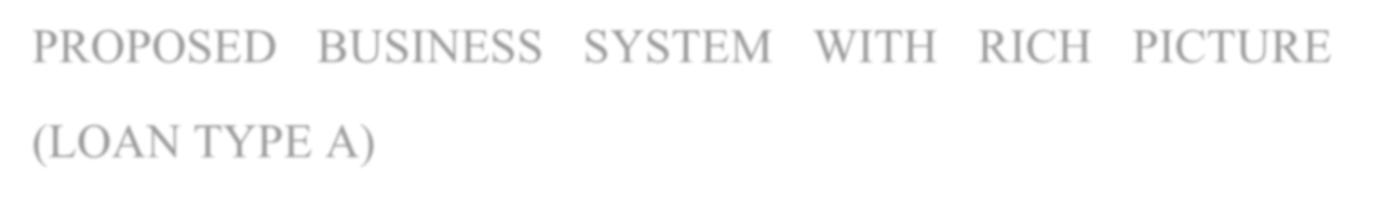 PROPOSED BUSINESS SYSTEM WITH RICH PICTURE
(LOAN TYPE A)